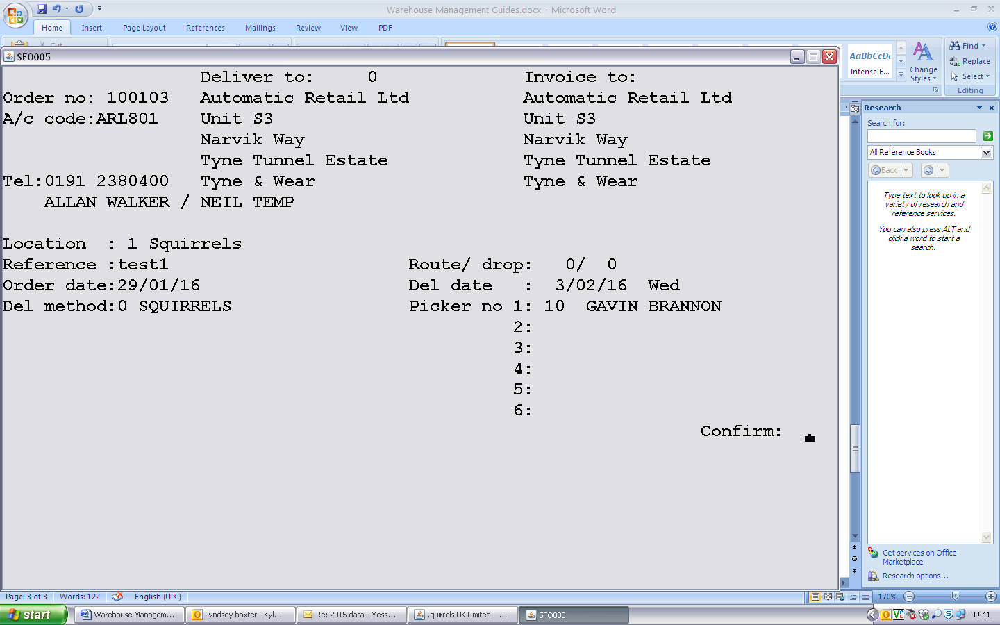 Warehouse Management Guides.docx - Microsoft Word
Home Insert Page Layout References Mailings Review View PDF
Cut
SFO005
AaBbCcDc
Intense E...
Change Styles
Find
Replace
Select
Editing
Deliver to: 0 Invoice to:
Order no: 100103 Automatic Retail Ltd Automatic Retail Ltd
A/c code:ARL801 Unit S3 Unit S3
Narvik Way Narvik Way
Tyne Tunnel Estate Tyne Tunnel Estate
Tel:0191 2380400 Tyne & Wear Tyne & Wear
ALLAN WALKER / NEIL TEMP
Location : 1 Squirrels
Reference :test1 Route/ drop: 0/ 0
Order date:29/01/16 Del date : 3/02/16 Wed
Del method:0 SQUIRRELS Picker no 1: 10 GAVIN BRANNON
2:
3:
4:
5:
6:
Confirm:
Research
Search for:
All Reference Books
Back
Type text to look up in a
variety of research and
reference services.
You can also press ALT and
click a word to start a
search.
Get services on Office
Marketplace
Research options...
Page: 3 of 3 Words: 122 English (U.K.) 170%
start Warehouse Managem... Lyndsey baxter - Kyl... Re: 2015 data - Mess... .quirrels UK Limited ... SFO005 09:41